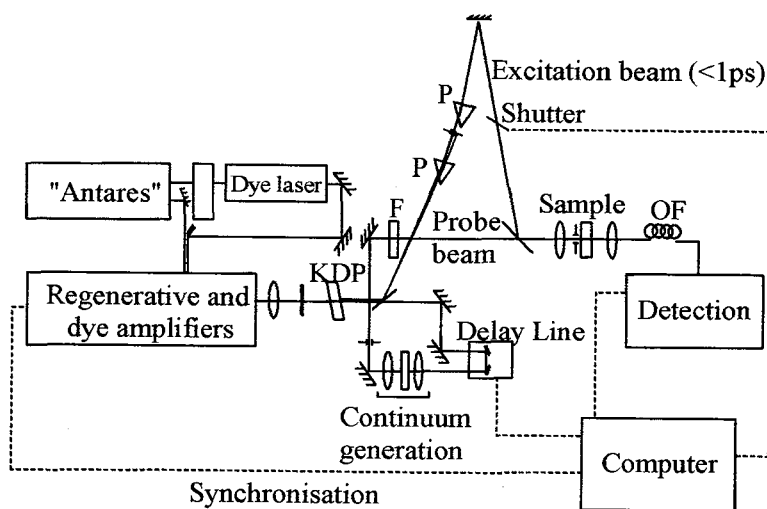 Excitation beam (<1ps)
P
Shutter
P
"Antares"
Dye laser
F
Sample
OF
Probe
beam
KDP
Regenerative and
dye amplifiers
Detection
Delay Line
Continuum
generation
Computer
Synchronisation